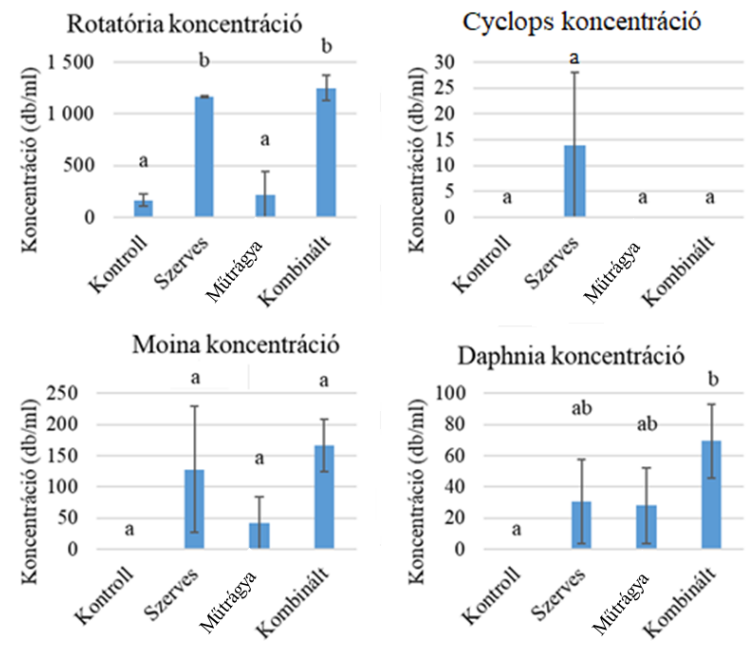 Rotatória koncentráció
Koncentráció (db/ml)
1 500
1 000
500
0
a
b
a
b
Kontroll
Szerves
Műtrágya
Kombinált
Cyclops koncentráció
Koncentráció (db/ml)
30
25
20
15
10
5
0
a
a
a
a
Kontroll
Szerves
Műtrágya
Kombinált
Moina koncentráció
Koncentráció (db/ml)
250
200
150
100
50
0
a
a
a
a
Kontroll
Szerves
Műtrágya
Kombinált
Daphnia koncentráció
Koncentráció (db/ml)
100
80
60
40
20
0
a
ab
ab
b
Kontroll
Szerves
Műtrágya
Kombinált